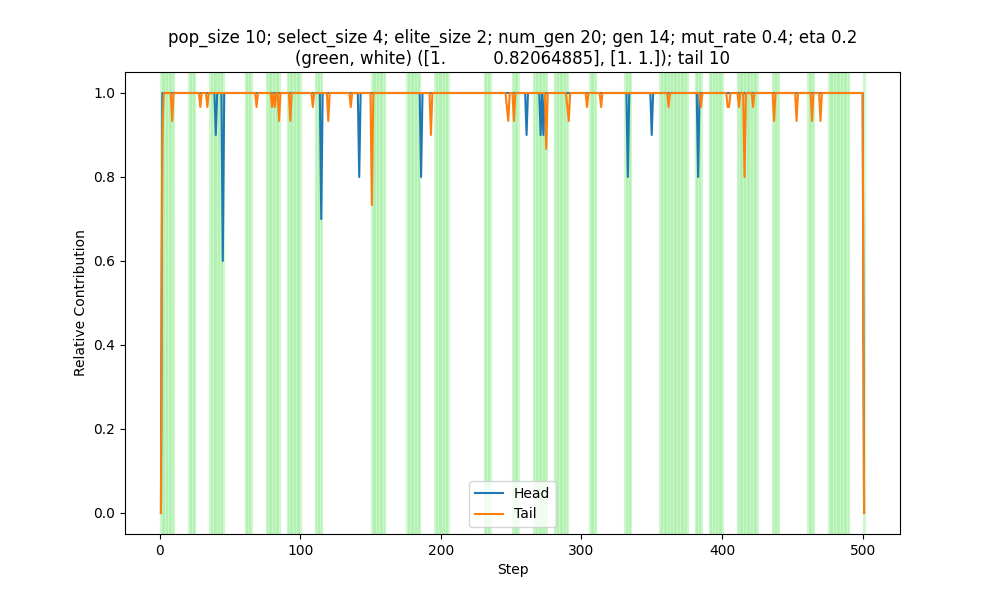 pop_size 10; select_size 4; elite_size 2; num_gen 20; gen 14; mut_rate 0.4; eta 0.2
(green, white) ([1.         0.82064885], [1. 1.]); tail 10
1.0
0.8
0.6
0.4
0.2
0.0
Relative Contribution
Head
Tail
0
100
200
300
400
500
Step